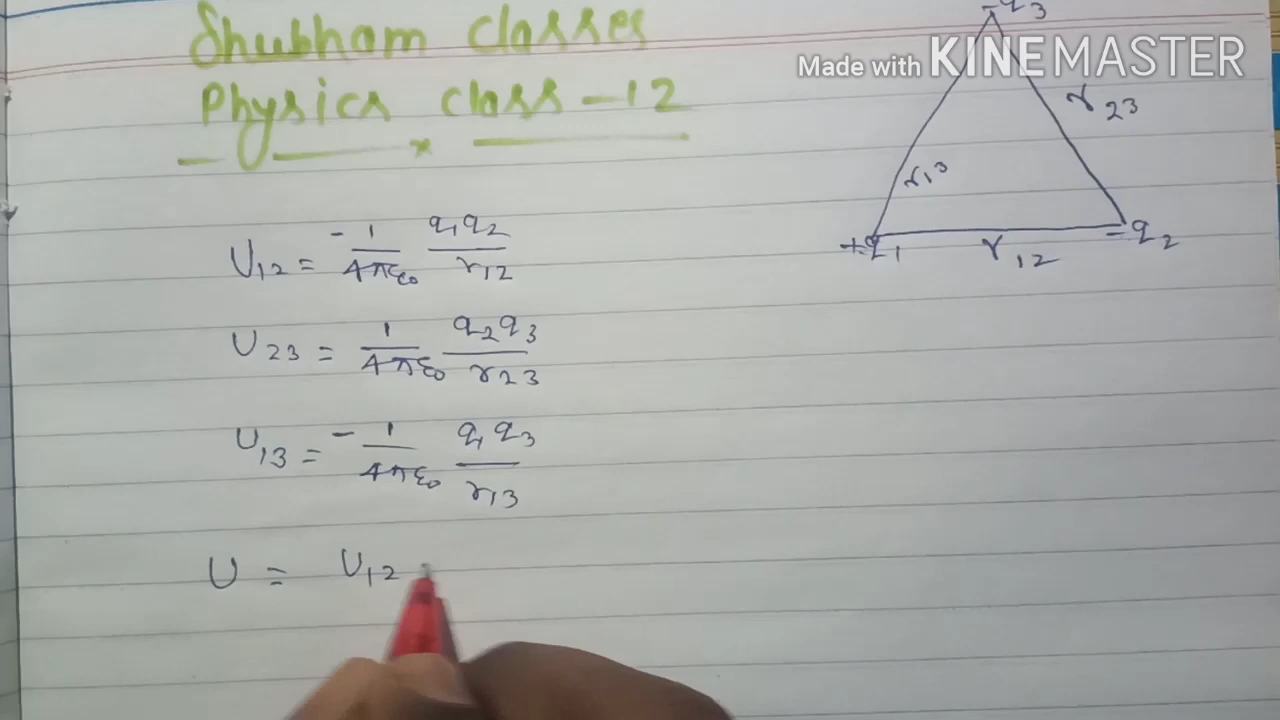 Shubham Classes
Physics class -12
Made with KINEMASTER
-q3
r23
r13
+q1
r12
-q2
U12 = - 1/4πε0 q1q2/r12
U23 = 1/4πε0 q2q3/r23
U13 = - 1/4πε0 q1q3/r13
U = U12